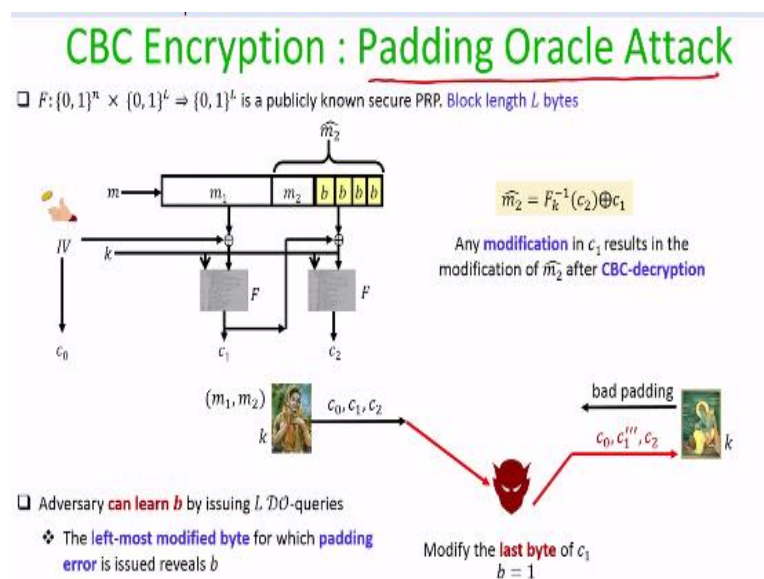 CBC Encryption : Padding Oracle Attack
❑ F: {0, 1}ⁿ × {0, 1}ᴸ ⇒ {0, 1}ᴸ is a publicly known secure PRP. Block length L bytes
m̂₂
m
m₁
m₂
b b b b
m̂₂ = Fₖ⁻¹(c₂)⊕c₁
IV
k
Any modification in c₁ results in the
modification of m̂₂ after CBC-decryption
F
F
c₀
c₁
c₂
(m₁, m₂)
c₀, c₁, c₂
bad padding
k
c₀, c₁′′′, c₂
k
❑ Adversary can learn b by issuing L DO-queries
❖ The left-most modified byte for which padding
error is issued reveals b
Modify the last byte of c₁
b = 1